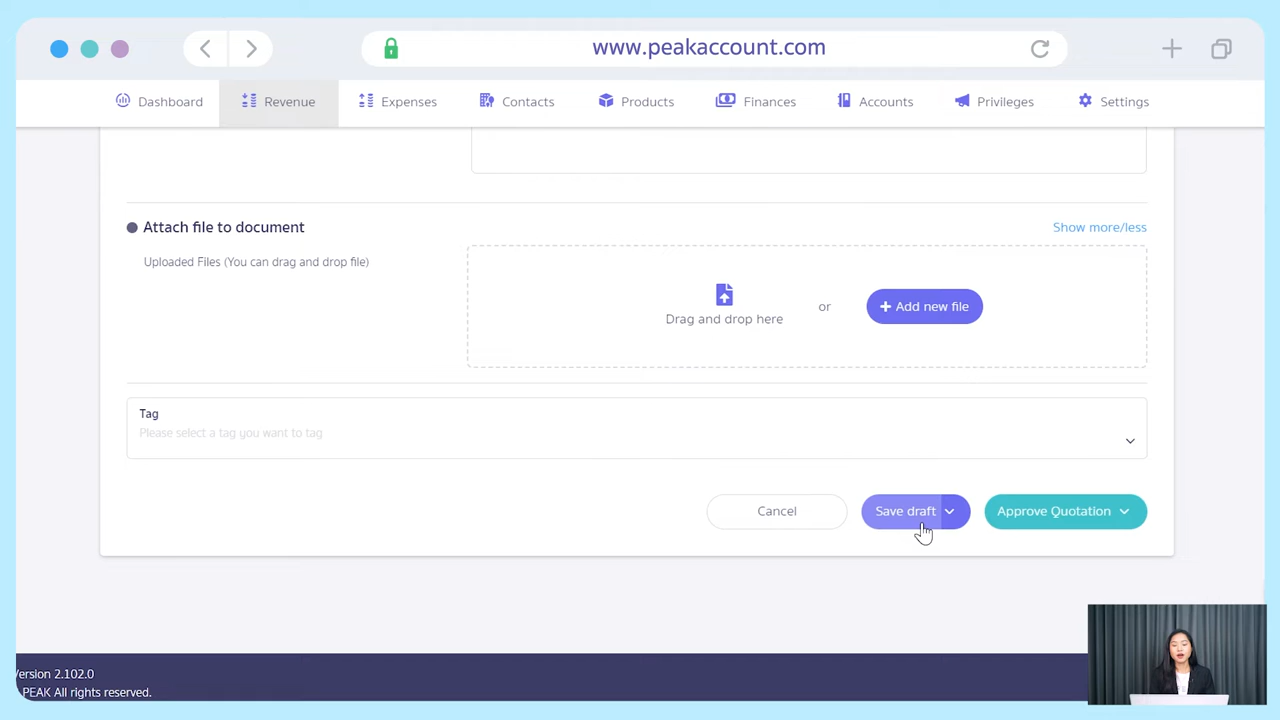 www.peakaccount.com
Dashboard Revenue Expenses Contacts Products Finances Accounts Privileges Settings
Attach file to document Show more/less
Uploaded Files (You can drag and drop file)
Drag and drop here or + Add new file
Tag
Please select a tag you want to tag
Cancel Save draft Approve Quotation
Version 2.102.0
PEAK All rights reserved.